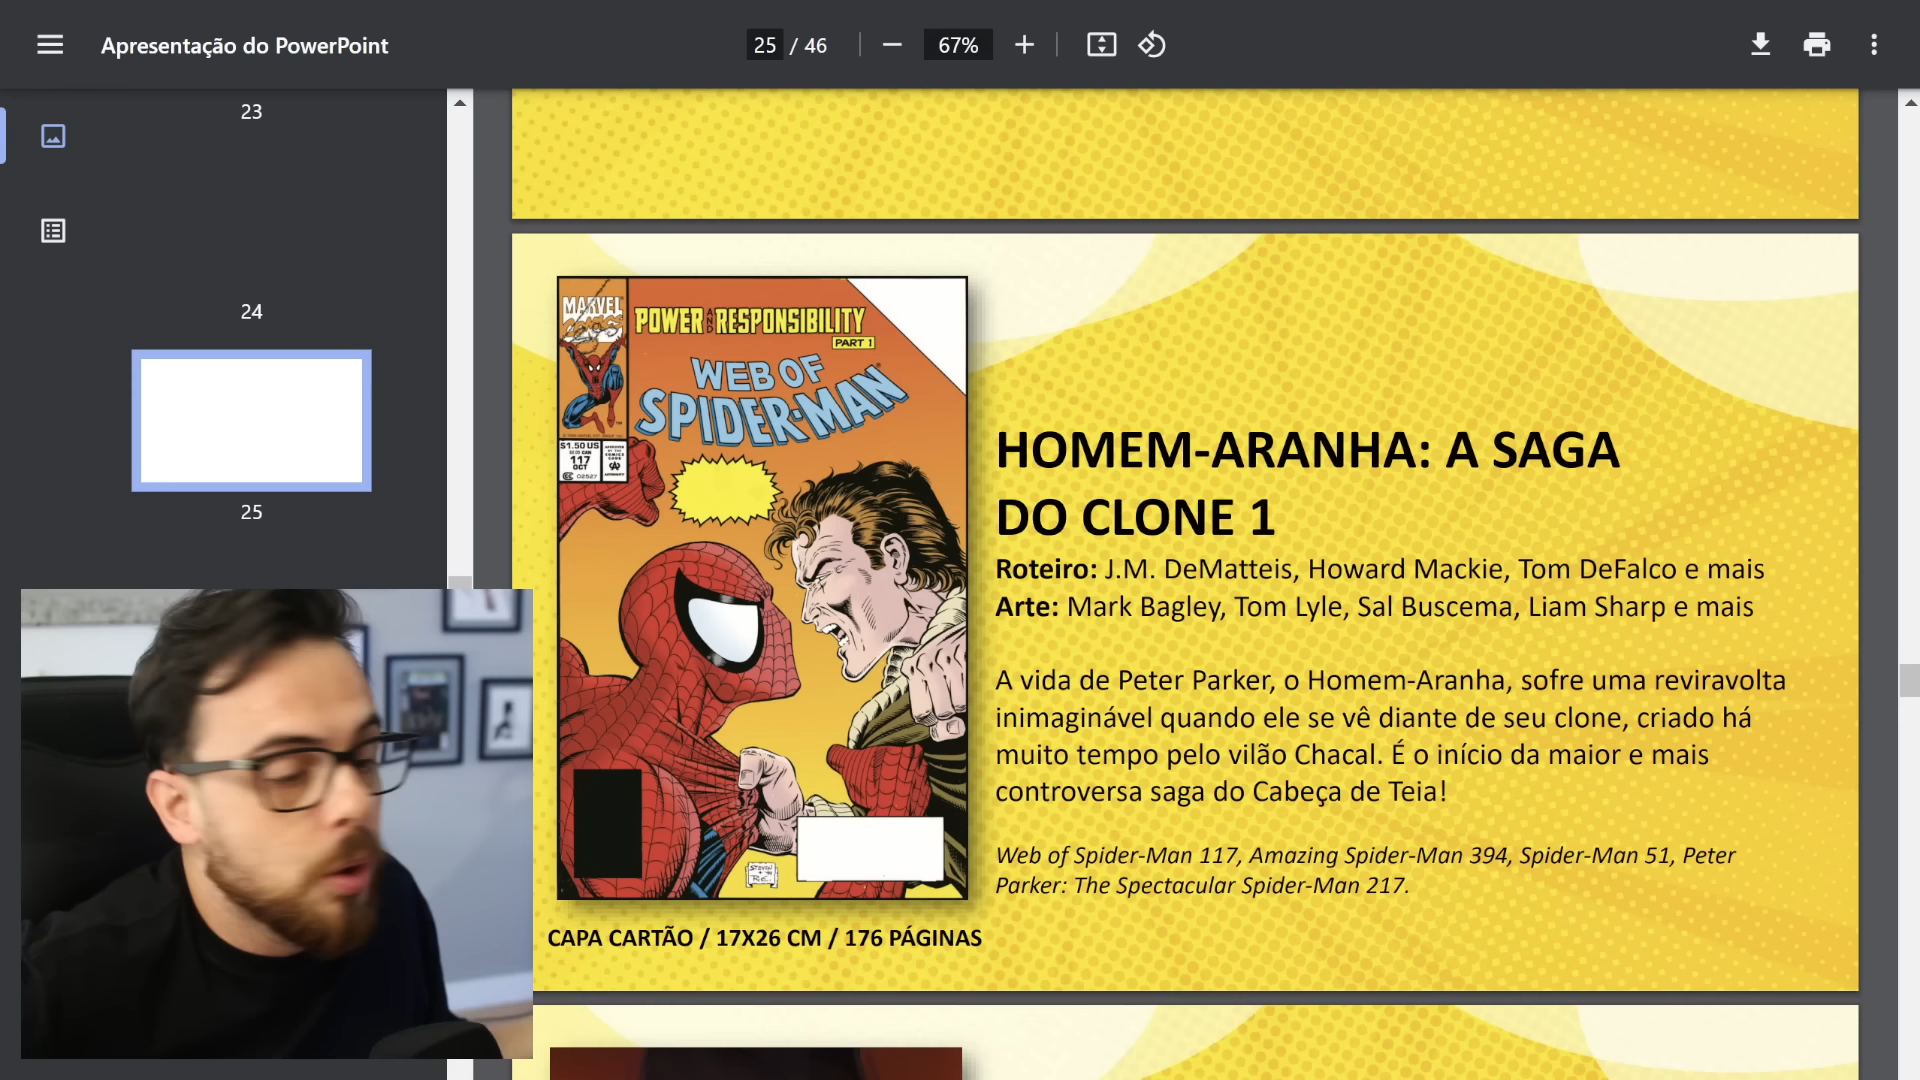 Apresentação do PowerPoint
25 / 46
67%
23
24
25
MARVEL
POWER AND RESPONSIBILITY
PART 1
WEB OF
SPIDER-MAN
$1.50 US
117
OCT
HOMEM-ARANHA: A SAGA
DO CLONE 1
Roteiro: J.M. DeMatteis, Howard Mackie, Tom DeFalco e mais
Arte: Mark Bagley, Tom Lyle, Sal Buscema, Liam Sharp e mais
A vida de Peter Parker, o Homem-Aranha, sofre uma reviravolta
inimaginável quando ele se vê diante de seu clone, criado há
muito tempo pelo vilão Chacal. É o início da maior e mais
controversa saga do Cabeça de Teia!
Web of Spider-Man 117, Amazing Spider-Man 394, Spider-Man 51, Peter
Parker: The Spectacular Spider-Man 217.
CAPA CARTÃO / 17X26 CM / 176 PÁGINAS